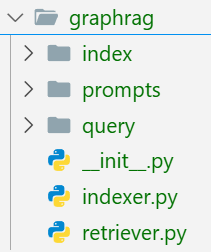 graphrag
index
prompts
query
__init__.py
indexer.py
retriever.py